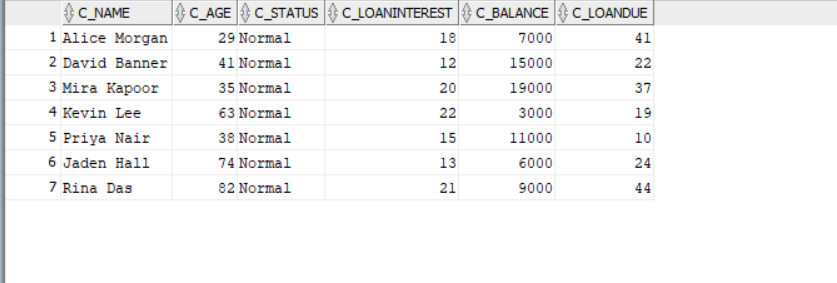 C_NAME C_AGE C_STATUS C_LOANINTEREST C_BALANCE C_LOANDUE
1 Alice Morgan 29 Normal 18 7000 41
2 David Banner 41 Normal 12 15000 22
3 Mira Kapoor 35 Normal 20 19000 37
4 Kevin Lee 63 Normal 22 3000 19
5 Priya Nair 38 Normal 15 11000 10
6 Jaden Hall 74 Normal 13 6000 24
7 Rina Das 82 Normal 21 9000 44